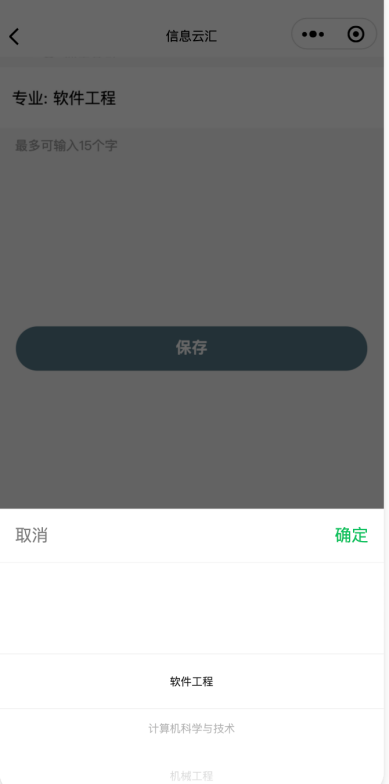 信息云汇
专业: 软件工程
最多可输入15个字
保存
取消
确定
软件工程
计算机科学与技术
机械工程